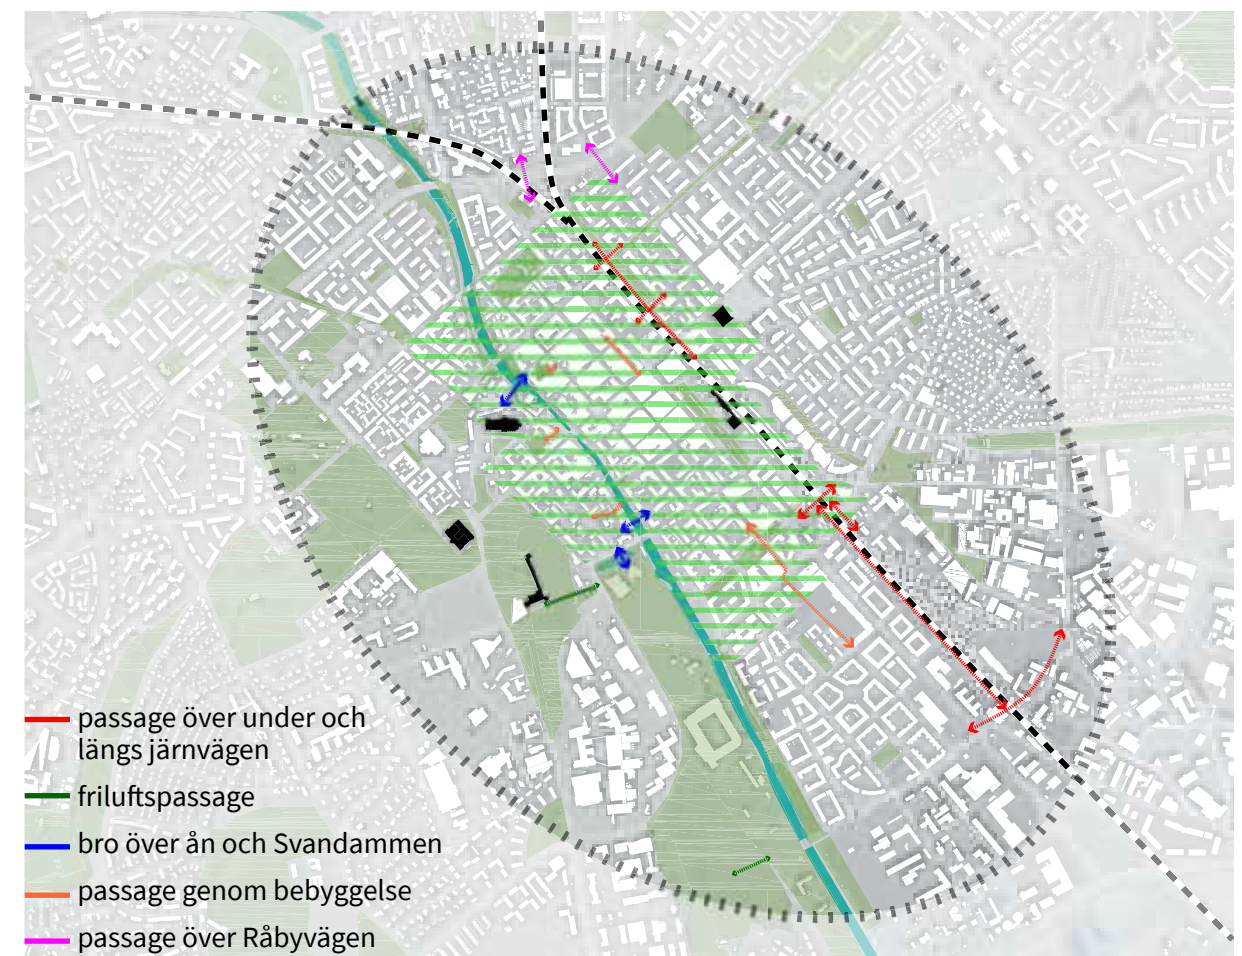 passage över under och
längs järnvägen
friluftspassage
bro över ån och Svandammen
passage genom bebyggelse
passage över Råbyvägen